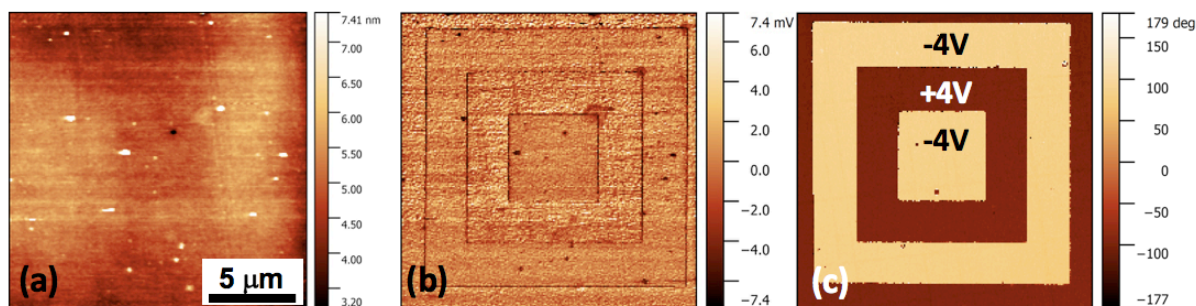 7.41 nm
7.00
6.50
6.00
5.50
5.00
4.50
4.00
3.20
(a)
5 μm
7.4 mV
6.0
4.0
2.0
0.0
−2.0
−4.0
−7.4
(b)
179 deg
150
100
50
0
−50
−100
−177
-4V
+4V
-4V
(c)